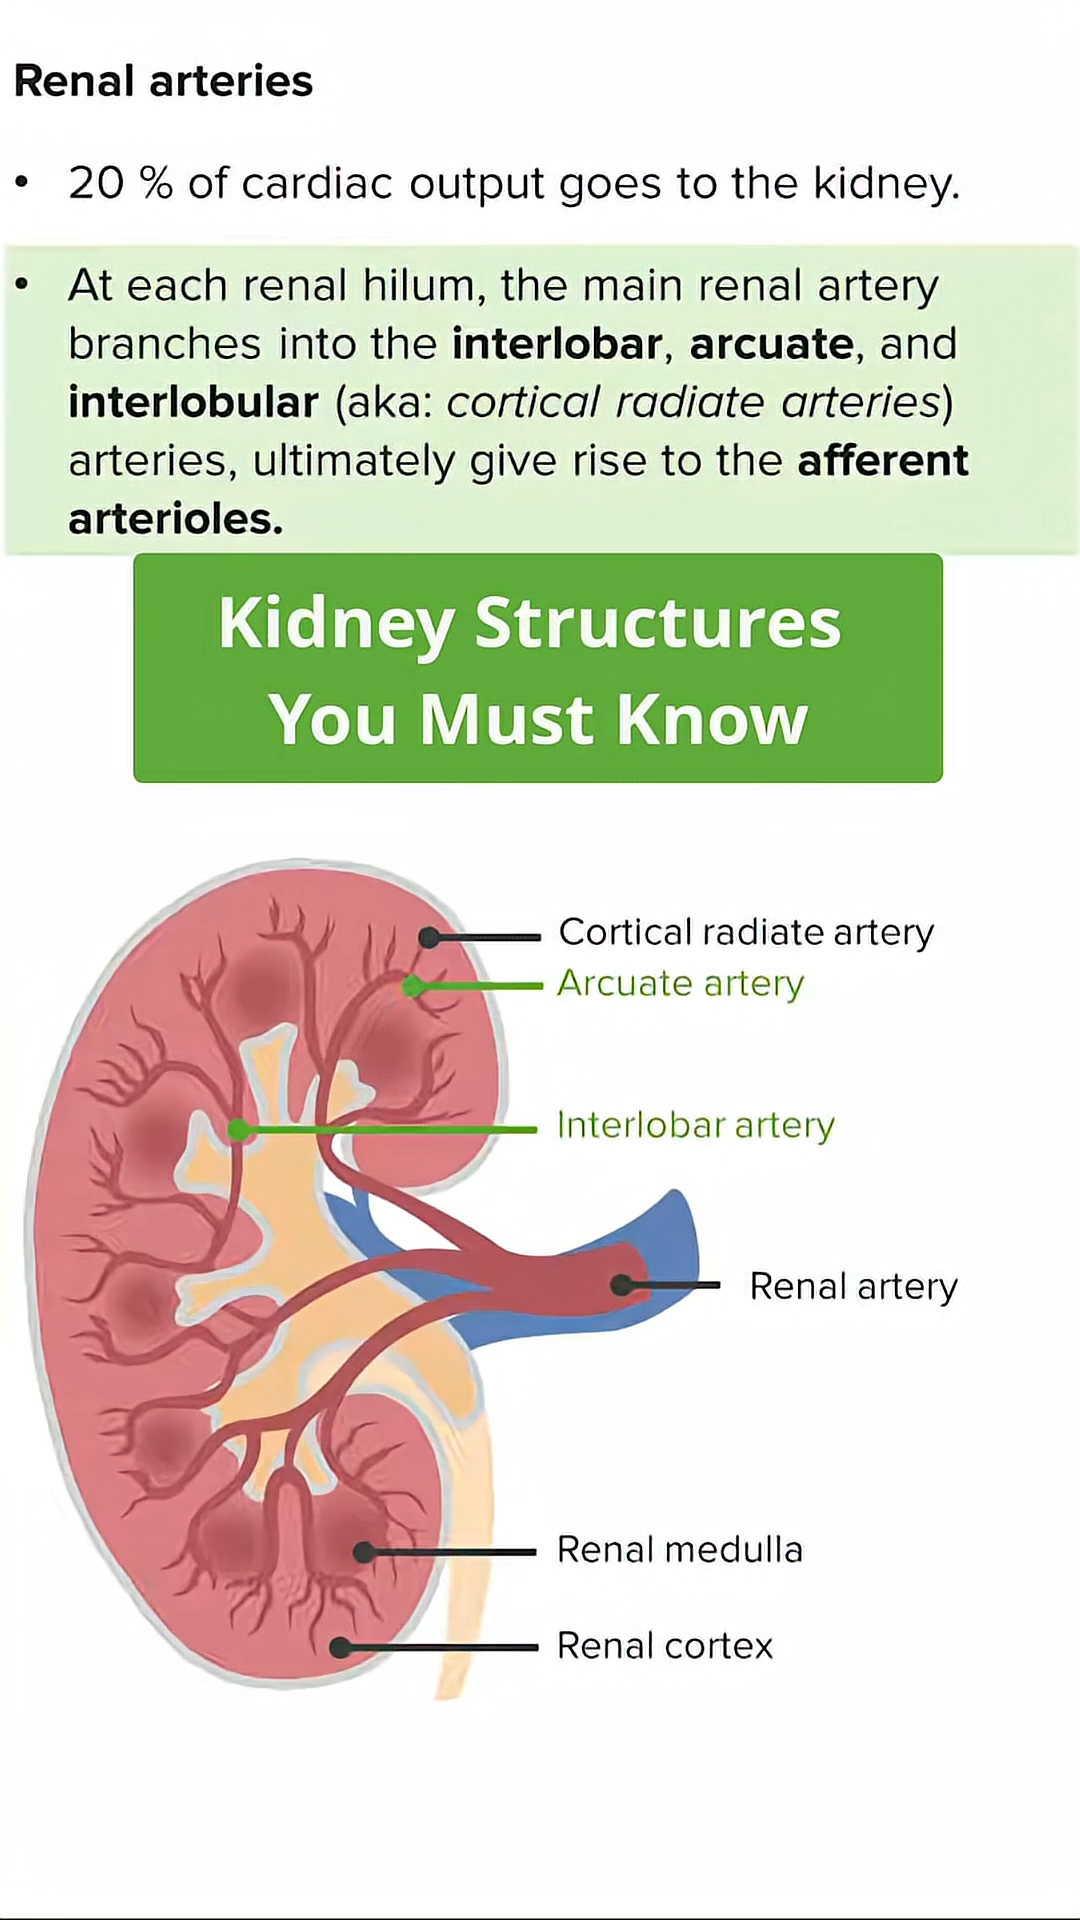 Renal arteries
• 20 % of cardiac output goes to the kidney.
• At each renal hilum, the main renal artery
branches into the interlobar, arcuate, and
interlobular (aka: cortical radiate arteries)
arteries, ultimately give rise to the afferent
arterioles.
Kidney Structures
You Must Know
Cortical radiate artery
Arcuate artery
Interlobar artery
Renal artery
Renal medulla
Renal cortex